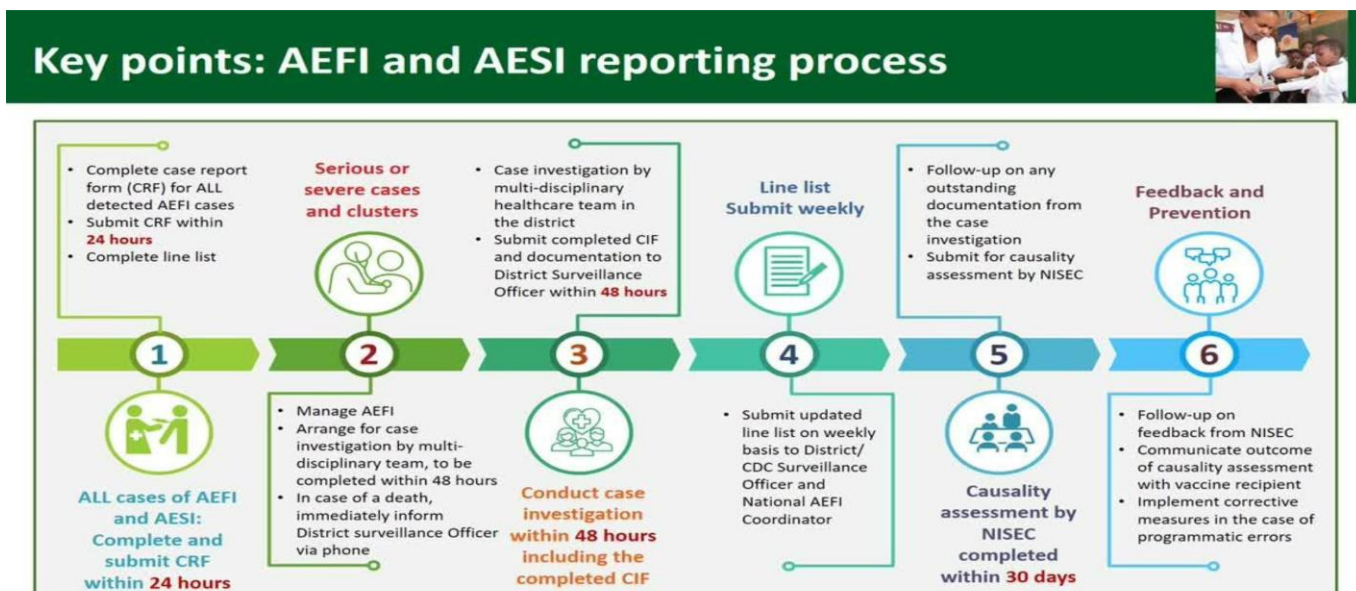 Key points: AEFI and AESI reporting process
• Complete case report
form (CRF) for ALL
detected AEFI cases
• Submit CRF within
24 hours
• Complete line list
1
ALL cases of AEFI
and AESI:
Complete and
submit CRF
within 24 hours
Serious or
severe cases
and clusters
2
• Manage AEFI
• Arrange for case
investigation by multi-
disciplinary team, to be
completed within 48 hours
• In case of a death,
immediately inform
District surveillance Officer
via phone
• Case investigation by
multi-disciplinary
healthcare team in
the district
• Submit completed CIF
and documentation to
District Surveillance
Officer within 48 hours
3
Conduct case
investigation
within 48 hours
including the
completed CIF
Line list
Submit weekly
4
• Submit updated
line list on weekly
basis to District/
CDC Surveillance
Officer and
National AEFI
Coordinator
• Follow-up on any
outstanding
documentation from
the case
investigation
• Submit for causality
assessment by NISEC
5
Causality
assessment by
NISEC
completed
within 30 days
Feedback and
Prevention
6
• Follow-up on
feedback from NISEC
• Communicate outcome
of causality assessment
with vaccine recipient
• Implement corrective
measures in the case of
programmatic errors